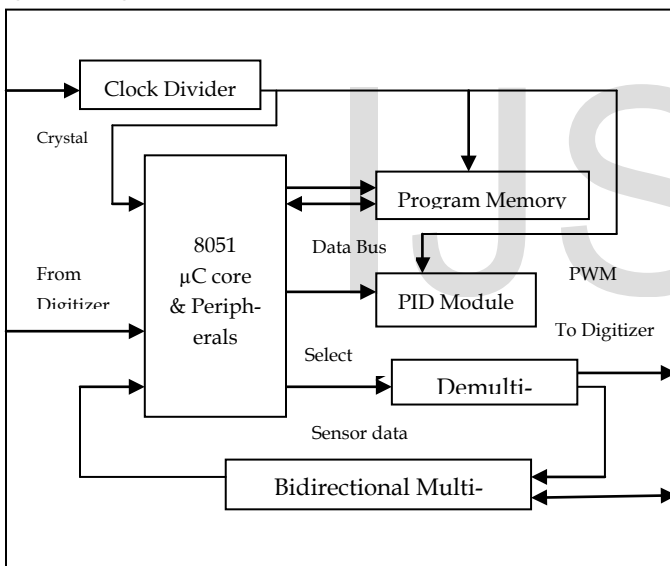 Clock Divider
Crystal
Program Memory
8051
µC core
& Periph-
erals
Data Bus
From
Digitizer
PWM
PID Module
To Digitizer
Select
Demulti-
Sensor data
Bidirectional Multi-
IJS